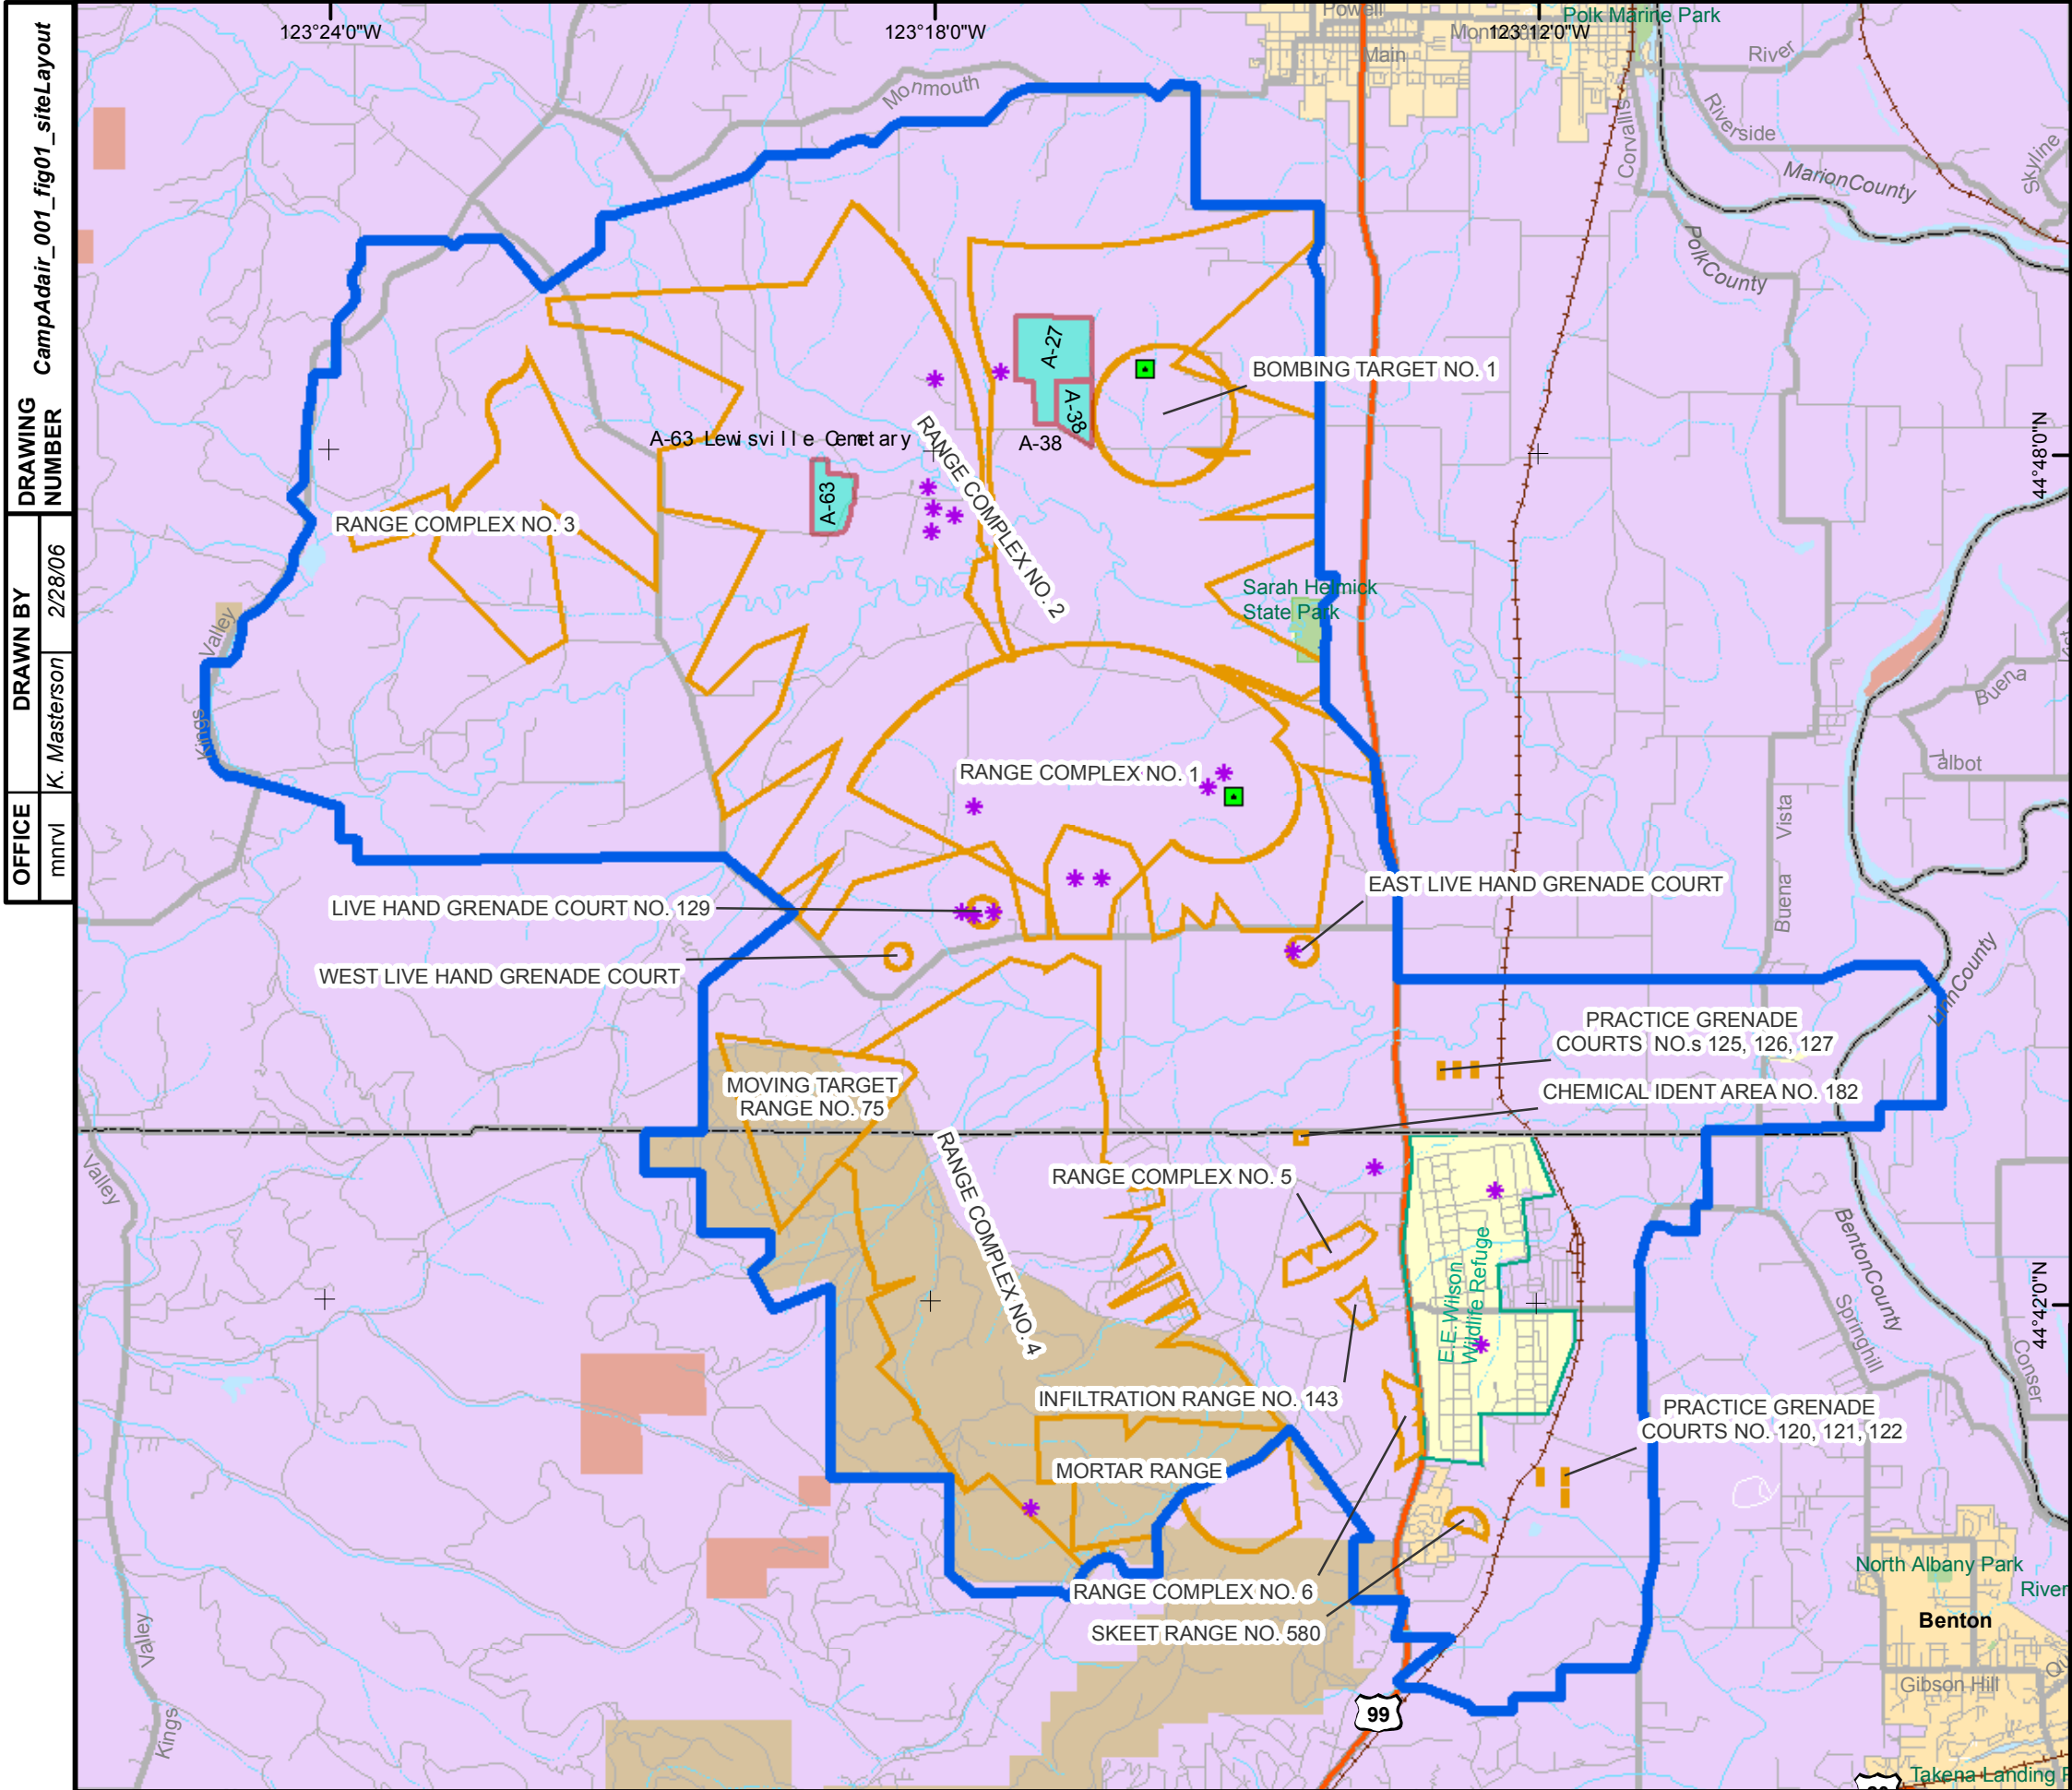 DRAWING
NUMBER
CampAdair_001_fig01_siteLayout
DRAWN BY
K. Masterson
2/28/06
OFFICE
mnrvl
123°24'0"W
123°18'0"W
123°12'0"W
Powell
Polk Marine Park
Main
River
Monmouth
Corvallis
Riverside
Skyline
MarionCounty
PolkCounty
A-27
A-38
A-38
BOMBING TARGET NO. 1
A-63 Lewisville Cemetary
A-63
RANGE COMPLEX NO. 2
44°48'0"N
RANGE COMPLEX NO. 3
Sarah Helmick
State Park
Valley
Kings
Buena
Talbot
RANGE COMPLEX NO. 1
Buena Vista
EAST LIVE HAND GRENADE COURT
LIVE HAND GRENADE COURT NO. 129
WEST LIVE HAND GRENADE COURT
LinnCounty
PRACTICE GRENADE
COURTS NO.s 125, 126, 127
CHEMICAL IDENT AREA NO. 182
MOVING TARGET
RANGE NO. 75
RANGE COMPLEX NO. 4
RANGE COMPLEX NO. 5
Valley
E.E. Wilson
Wildlife Refuge
BentonCounty
Springhill
Conser
44°42'0"N
INFILTRATION RANGE NO. 143
PRACTICE GRENADE
COURTS NO. 120, 121, 122
MORTAR RANGE
North Albany Park
River
Benton
RANGE COMPLEX NO. 6
SKEET RANGE NO. 580
Valley
Kings
Gibson Hill
99
Takena Landing